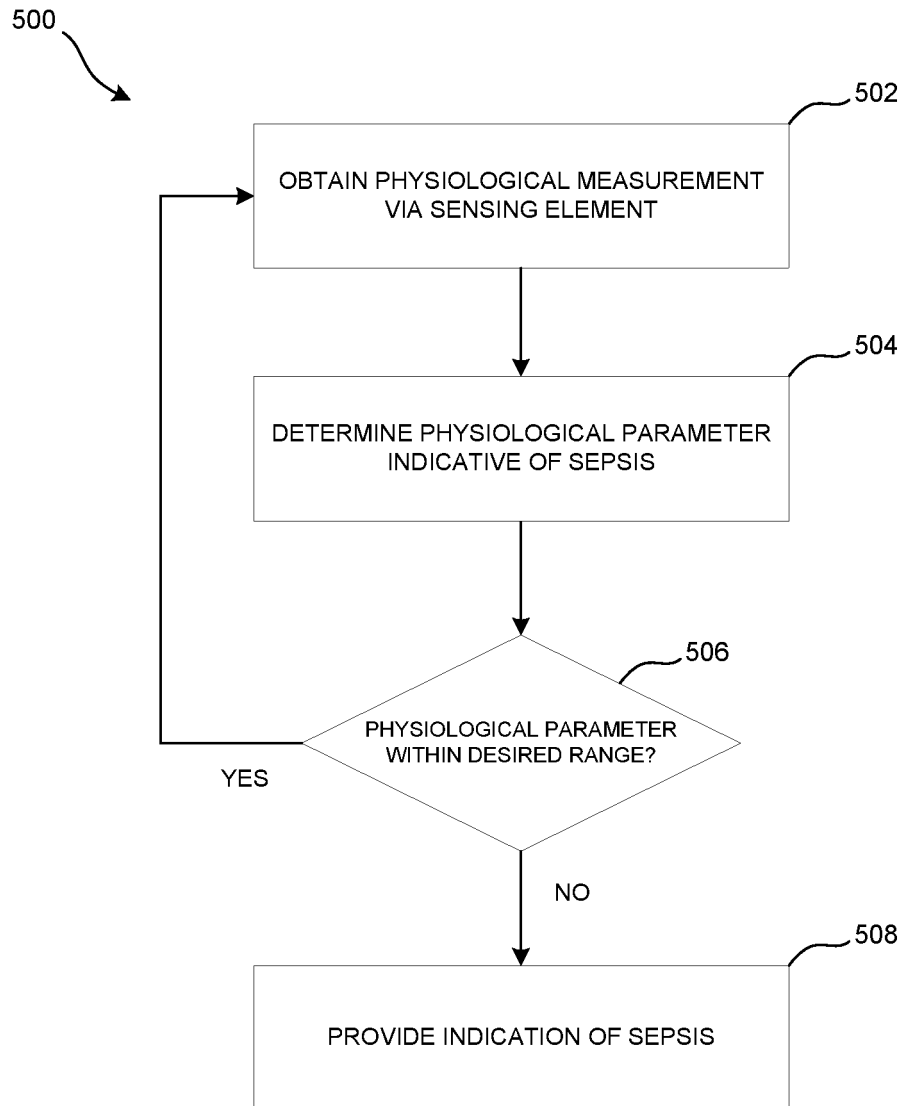 500
502
OBTAIN PHYSIOLOGICAL MEASUREMENT
VIA SENSING ELEMENT
504
DETERMINE PHYSIOLOGICAL PARAMETER
INDICATIVE OF SEPSIS
506
PHYSIOLOGICAL PARAMETER
WITHIN DESIRED RANGE?
YES
NO
508
PROVIDE INDICATION OF SEPSIS